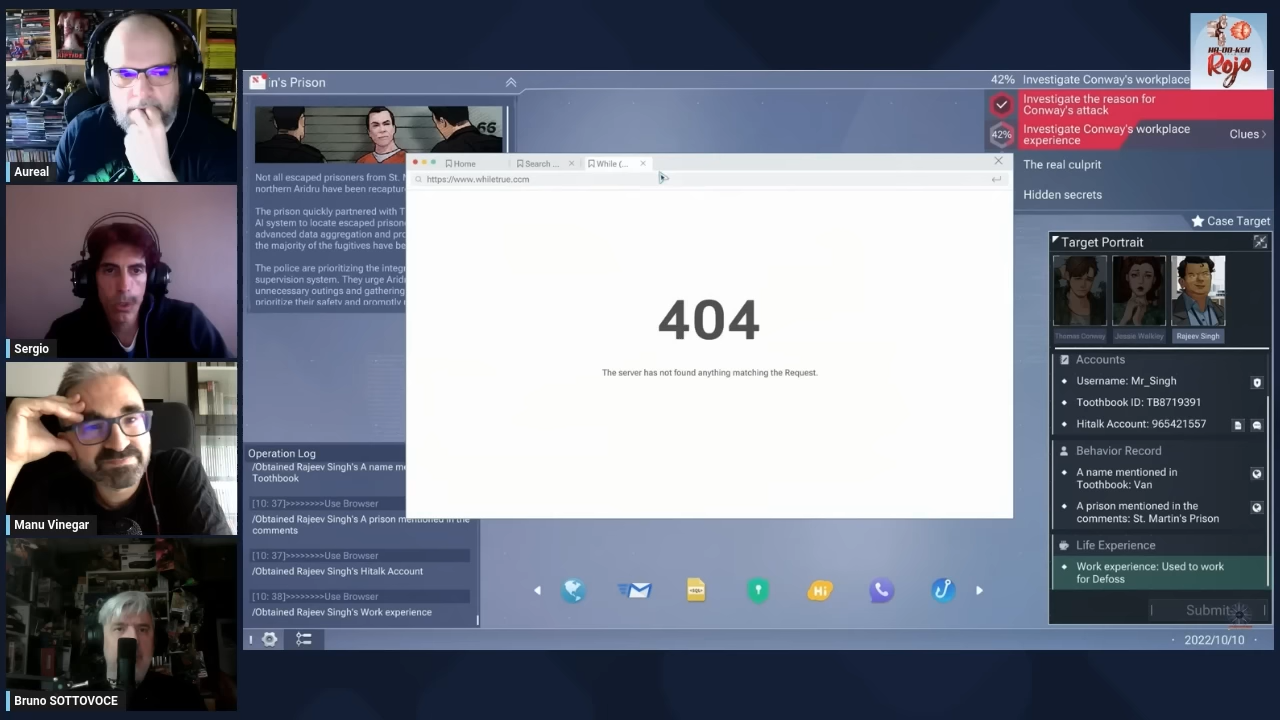 Aureal
Sergio
Manu Vinegar
Bruno SOTTOVOCE
HA-DO-KEN
Rojo
in's Prison
66
Not all escaped prisoners from St. M
northern Aridru have been recaptur
The prison quickly partnered with T
AI system to locate escaped prison
advanced data aggregation and pro
the majority of the fugitives have be
The police are prioritizing the integr
supervision system. They urge Arid
unnecessary outings and gathering
prioritize their safety and promptly r
Home
Search ...
While (...
https://www.whiletrue.ccm
404
The server has not found anything matching the Request.
Operation Log
/Obtained Rajeev Singh's A name me
Toothbook
[10: 37]>>>>>>>>Use Browser
/Obtained Rajeev Singh's A prison mentioned in the
comments
[10: 37]>>>>>>>>Use Browser
/Obtained Rajeev Singh's Hitalk Account
[10: 38]>>>>>>>>Use Browser
/Obtained Rajeev Singh's Work experience
Hi
42% Investigate Conway's workplace
Investigate the reason for
Conway's attack
42% Investigate Conway's workplace
experience
Clues
The real culprit
Hidden secrets
Case Target
Target Portrait
Thomas Conway
Jessie Walkley
Rajeev Singh
Accounts
Username: Mr_Singh
Toothbook ID: TB8719391
Hitalk Account: 965421557
Behavior Record
A name mentioned in
Toothbook: Van
A prison mentioned in the
comments: St. Martin's Prison
Life Experience
Work experience: Used to work
for Defoss
Submit
2022/10/10